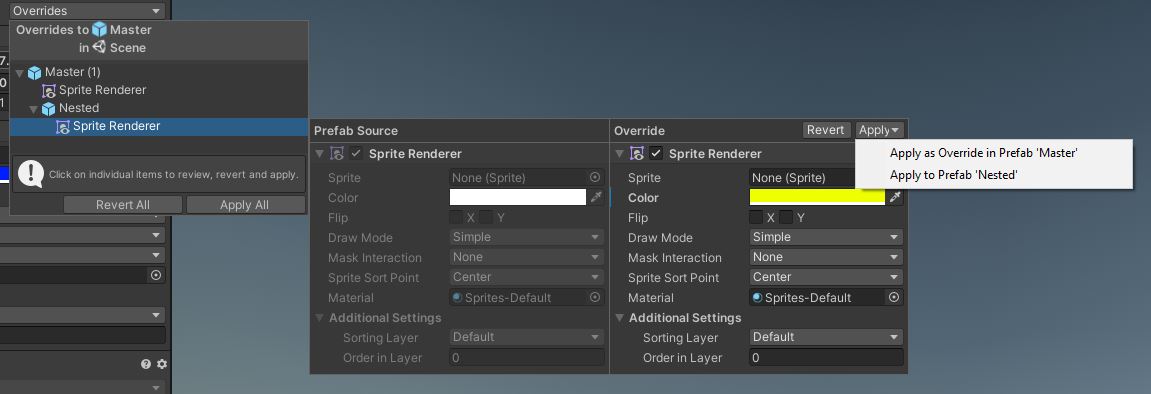 Overrides
Overrides to Master
in Scene
7.
0
1
Master (1)
Sprite Renderer
Nested
Sprite Renderer
Click on individual items to review, revert and apply.
Revert All Apply All
Prefab Source
Sprite Renderer
Sprite None (Sprite)
Color
Flip X Y
Draw Mode Simple
Mask Interaction None
Sprite Sort Point Center
Material Sprites-Default
Additional Settings
Sorting Layer Default
Order in Layer 0
Override Revert Apply
Sprite Renderer
Sprite None (Sprite)
Color
Flip X Y
Draw Mode Simple
Mask Interaction None
Sprite Sort Point Center
Material Sprites-Default
Additional Settings
Sorting Layer Default
Order in Layer 0
Apply as Override in Prefab 'Master'
Apply to Prefab 'Nested'